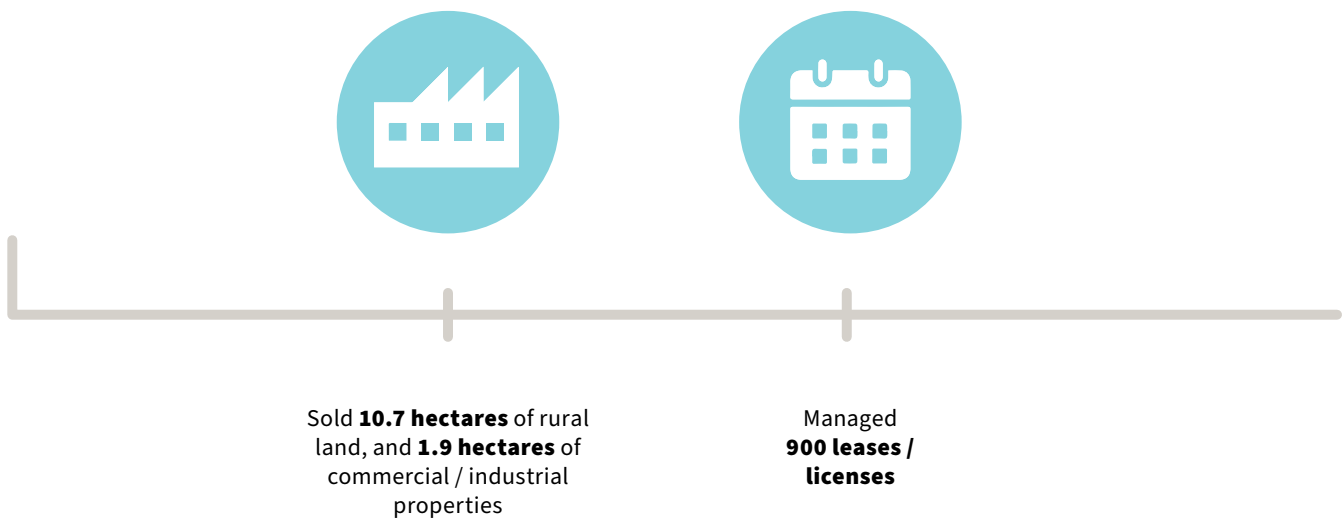 Sold 10.7 hectares of rural
land, and 1.9 hectares of
commercial / industrial
properties
Managed
900 leases /
licenses